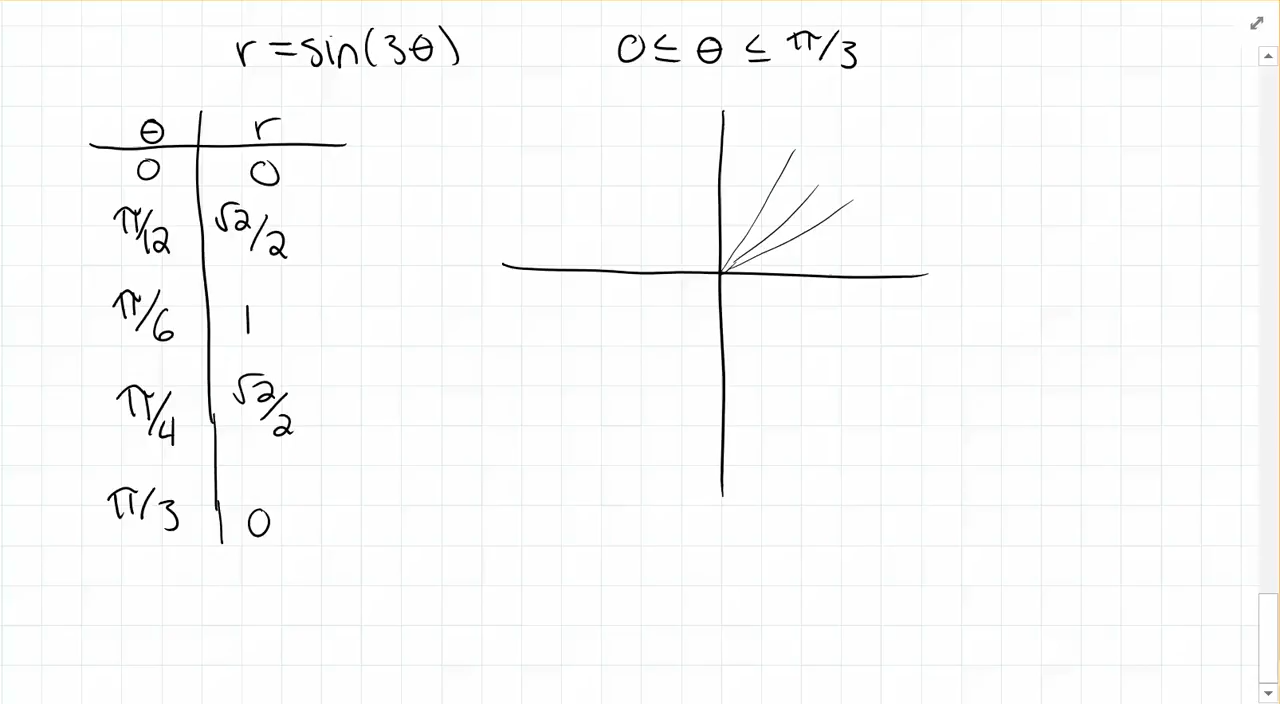 r = sin(3θ) 0 ≤ θ ≤ π/3
θ r
0 0
π/12 √2/2
π/6 1
π/4 √2/2
π/3 0